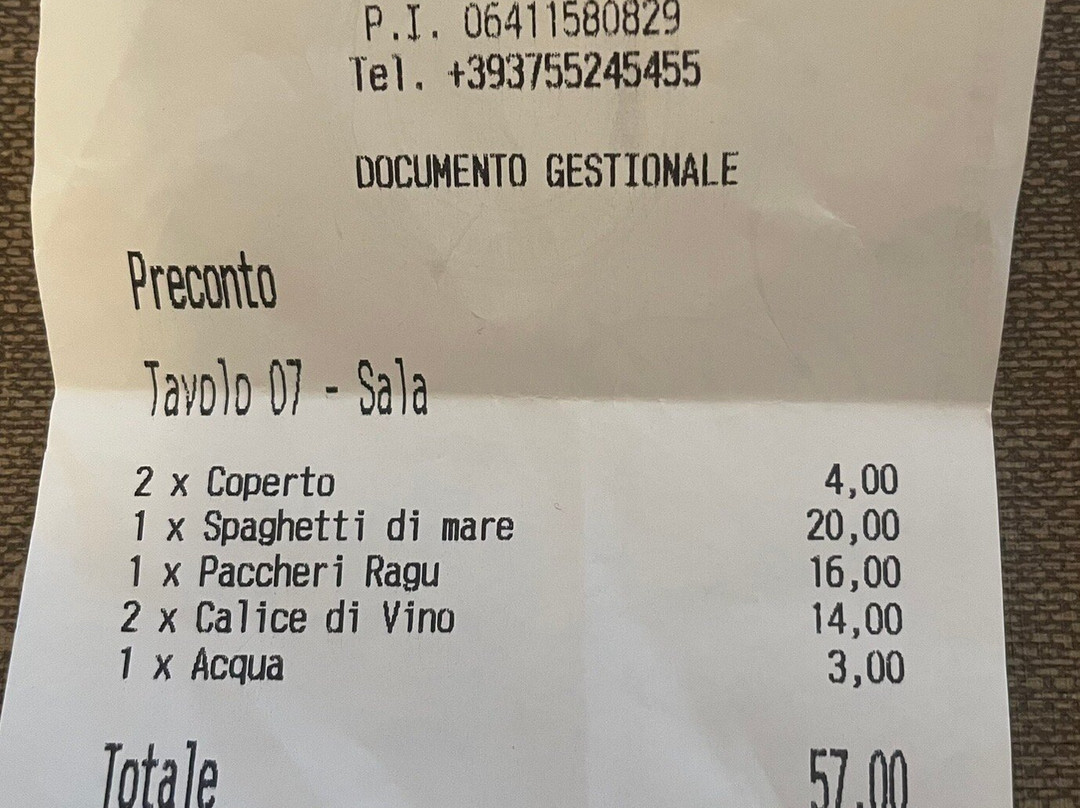 P.I. 06411580829
Tel. +393755245455
DOCUMENTO GESTIONALE
Preconto
Tavolo 07 - Sala
2 x Coperto 4,00
1 x Spaghetti di mare 20,00
1 x Paccheri Ragu 16,00
2 x Calice di Vino 14,00
1 x Acqua 3,00
Totale 57,00